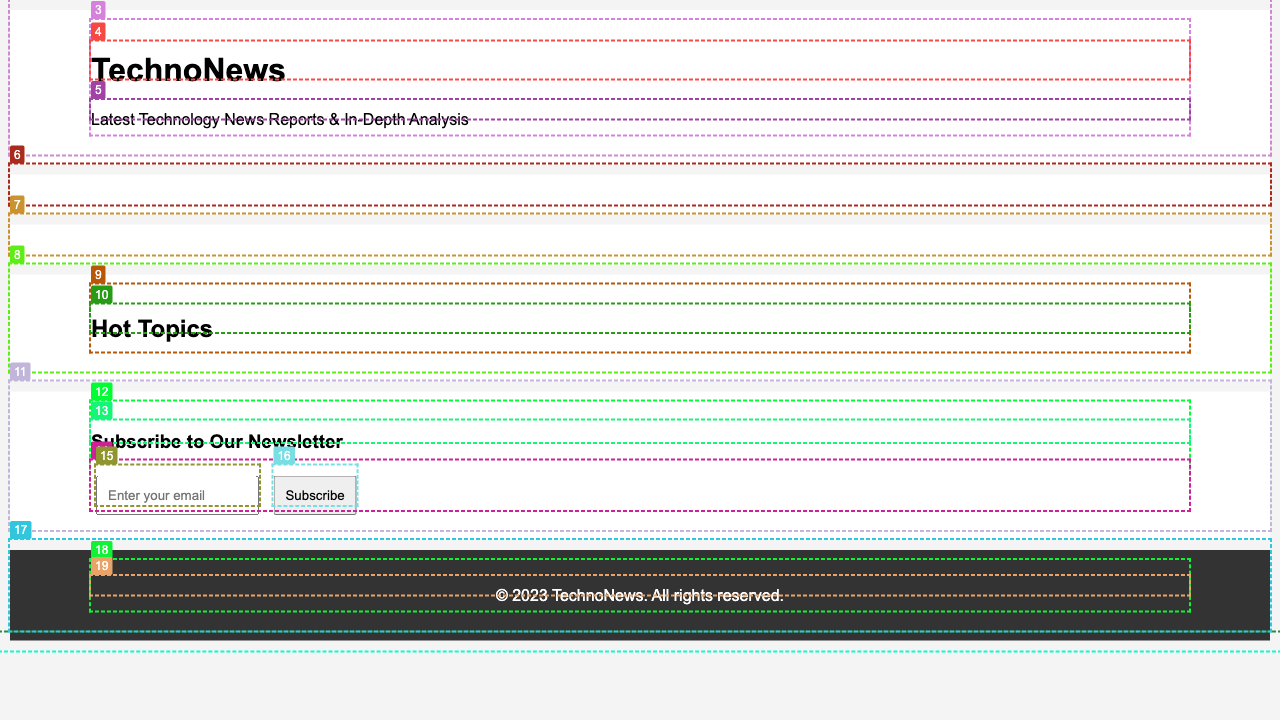 3
4
TechnoNews
5
Latest Technology News Reports & In-Depth Analysis
6
7
8
9
10
Hot Topics
11
12
13
Subscribe to Our Newsletter
15
16
Enter your email
Subscribe
17
18
19
© 2023 TechnoNews. All rights reserved.